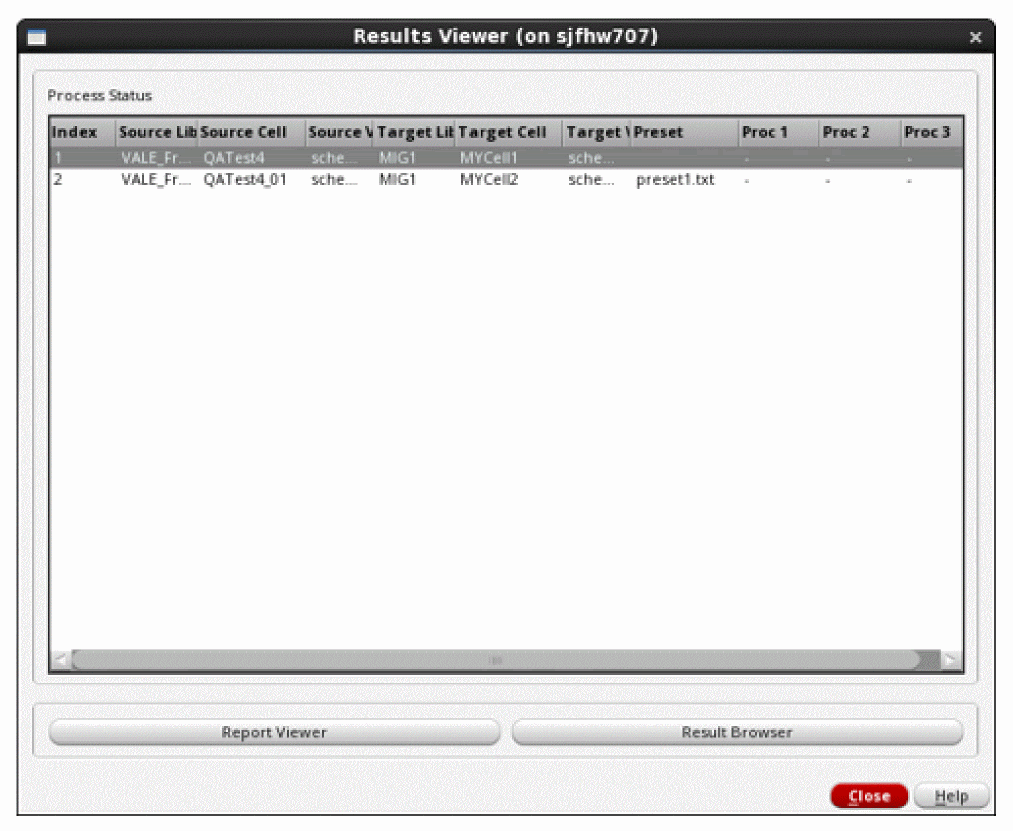 Results Viewer (on sjfhw707)
Process Status
Index Source Lib Source Cell Source V Target Lib Target Cell Target V Preset Proc 1 Proc 2 Proc 3
1 VALE_Fr... QATest4 sche... MIG1 MYCell1 sche... - - -
2 VALE_Fr... QATest4_01 sche... MIG1 MYCell2 sche... preset1.txt - - -
Report Viewer Result Browser
Close Help